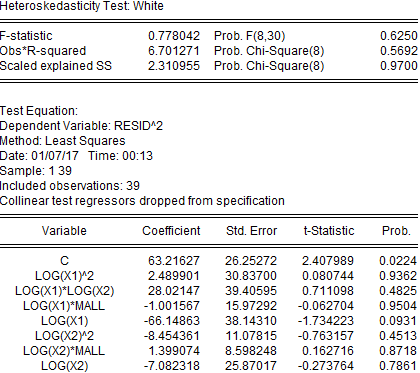 Heteroskedasticity Test: White
F-statistic 0.778042 Prob. F(8,30) 0.6250
Obs*R-squared 6.701271 Prob. Chi-Square(8) 0.5692
Scaled explained SS 2.310955 Prob. Chi-Square(8) 0.9700
Test Equation:
Dependent Variable: RESID^2
Method: Least Squares
Date: 01/07/17 Time: 00:13
Sample: 1 39
Included observations: 39
Collinear test regressors dropped from specification
Variable Coefficient Std. Error t-Statistic Prob.
C 63.21627 26.25272 2.407989 0.0224
LOG(X1)^2 2.489901 30.83700 0.080744 0.9362
LOG(X1)*LOG(X2) 28.02147 39.40595 0.711098 0.4825
LOG(X1)*MALL -1.001567 15.97292 -0.062704 0.9504
LOG(X1) -66.14863 38.14310 -1.734223 0.0931
LOG(X2)^2 -8.454361 11.07815 -0.763157 0.4513
LOG(X2)*MALL 1.399074 8.598248 0.162716 0.8718
LOG(X2) -7.082318 25.87017 -0.273764 0.7861